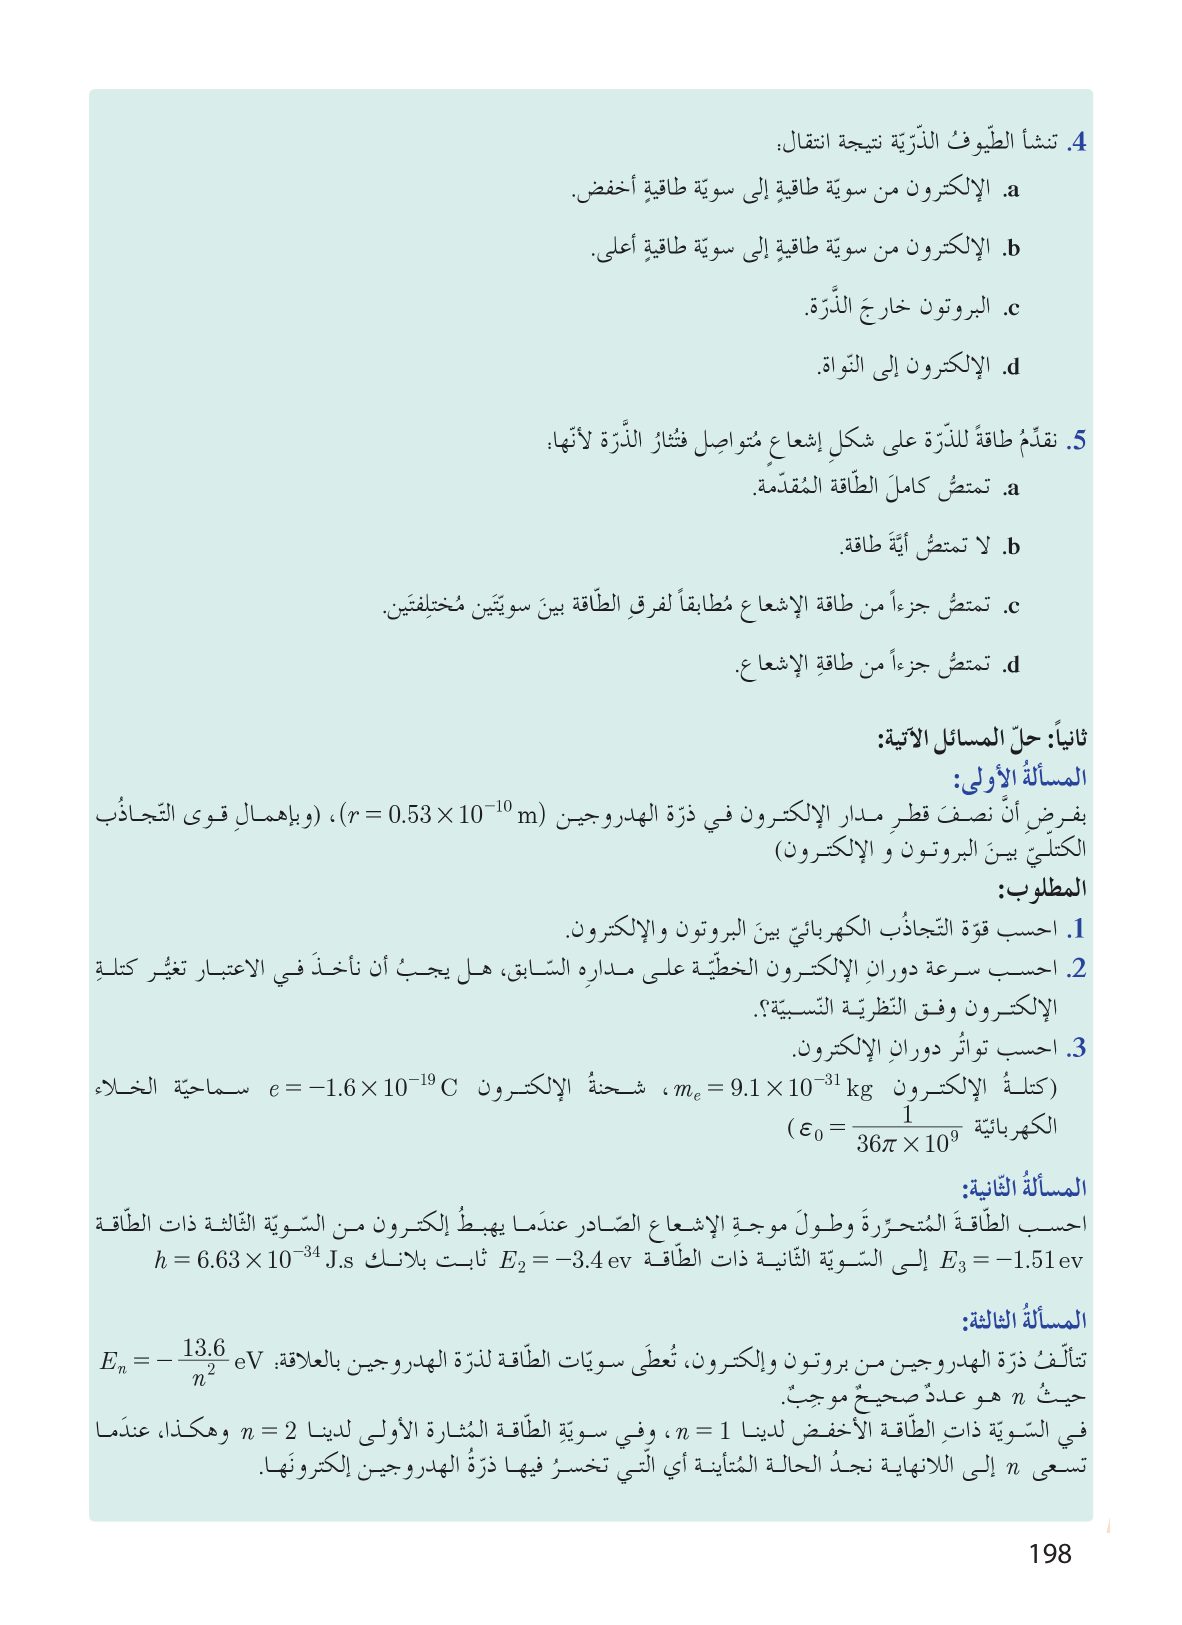 4. تنشأ الطّيوفُ الذّرّيّة نتيجة انتقال:
a. الإلكترون من سويّة طاقيةٍ إلى سويّة طاقيةٍ أخفض.
b. الإلكترون من سويّة طاقيةٍ إلى سويّة طاقيةٍ أعلى.
c. البروتون خارجَ الذَّرّة.
d. الإلكترون إلى النّواة.
5. نقدِّمُ طاقةً للذّرّة على شكلِ إشعاعٍ مُتواصِل فتُثارُ الذَّرّة لأنّها:
a. تمتصُّ كاملَ الطّاقة المُقدّمة.
b. لا تمتصُّ أيَّةَ طاقة.
c. تمتصُّ جزءاً من طاقة الإشعاع مُطابقاً لفرقِ الطّاقة بينَ سويّتَين مُختلِفتَين.
d. تمتصُّ جزءاً من طاقةِ الإشعاع.
ثانياً: حلّ المسائل الآتية:
المسألةُ الأولى:
بفرضِ أنَّ نصفَ قطرِ مدار الإلكترون في ذرّة الهدروجين (r = 0.53 × 10⁻¹⁰ m)، (وبإهمالِ قوى التّجاذُب
الكتلّيّ بينَ البروتون و الإلكترون)
المطلوب:
1. احسب قوّة التّجاذُب الكهربائيّ بينَ البروتون والإلكترون.
2. احسب سرعة دورانِ الإلكترون الخطّيّة على مدارِه السّابق، هل يجبُ أن نأخذَ في الاعتبار تغيُّر كتلةِ
الإلكترون وفق النّظريّة النّسبيّة؟.
3. احسب تواتُر دورانِ الإلكترون.
(كتلةُ الإلكترون mₑ = 9.1 × 10⁻³¹ kg، شحنةُ الإلكترون e = −1.6 × 10⁻¹⁹ C سماحيّة الخلاء
الكهربائيّة ε₀ = 1 / (36π × 10⁹))
المسألةُ الثّانية:
احسب الطّاقةَ المُتحرِّرةَ وطولَ موجةِ الإشعاع الصّادر عندَما يهبطُ إلكترون من السّويّة الثّالثة ذات الطّاقة
E₃ = −1.51 ev إلى السّويّة الثّانية ذات الطّاقة E₂ = −3.4 ev ثابت بلانك h = 6.63 × 10⁻³⁴ J.s
المسألةُ الثالثة:
تتألّفُ ذرّة الهدروجين من بروتون وإلكترون، تُعطَى سويّات الطّاقة لذرّة الهدروجين بالعلاقة: Eₙ = − 13.6 / n² eV
حيثُ n هو عددٌ صحيحٌ موجِبٌ.
في السّويّة ذاتِ الطّاقة الأخفض لدينا n = 1، وفي سويّةِ الطّاقة المُثارة الأولى لدينا n = 2 وهكذا، عندَما
تسعى n إلى اللانهاية نجدُ الحالة المُتأينة أي الّتي تخسرُ فيها ذرّةُ الهدروجين إلكترونَها.
198